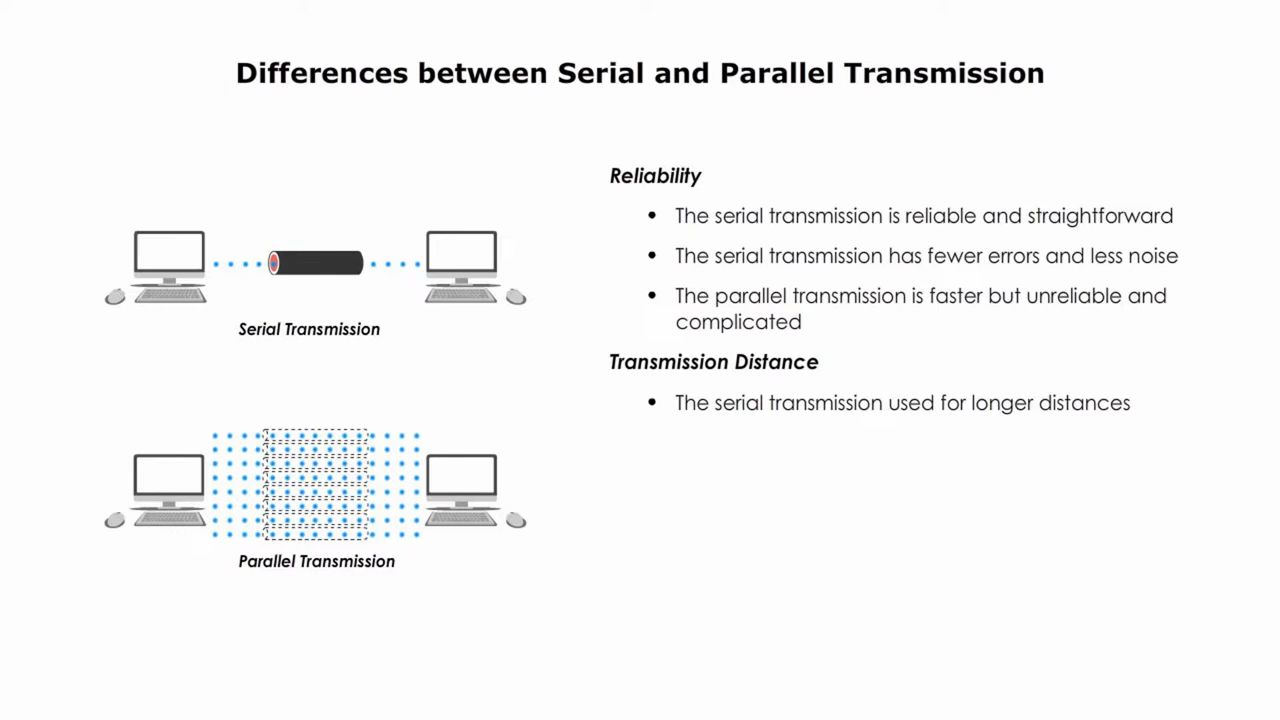 Differences between Serial and Parallel Transmission
Reliability
• The serial transmission is reliable and straightforward
• The serial transmission has fewer errors and less noise
• The parallel transmission is faster but unreliable and
complicated
Transmission Distance
• The serial transmission used for longer distances
Serial Transmission
Parallel Transmission